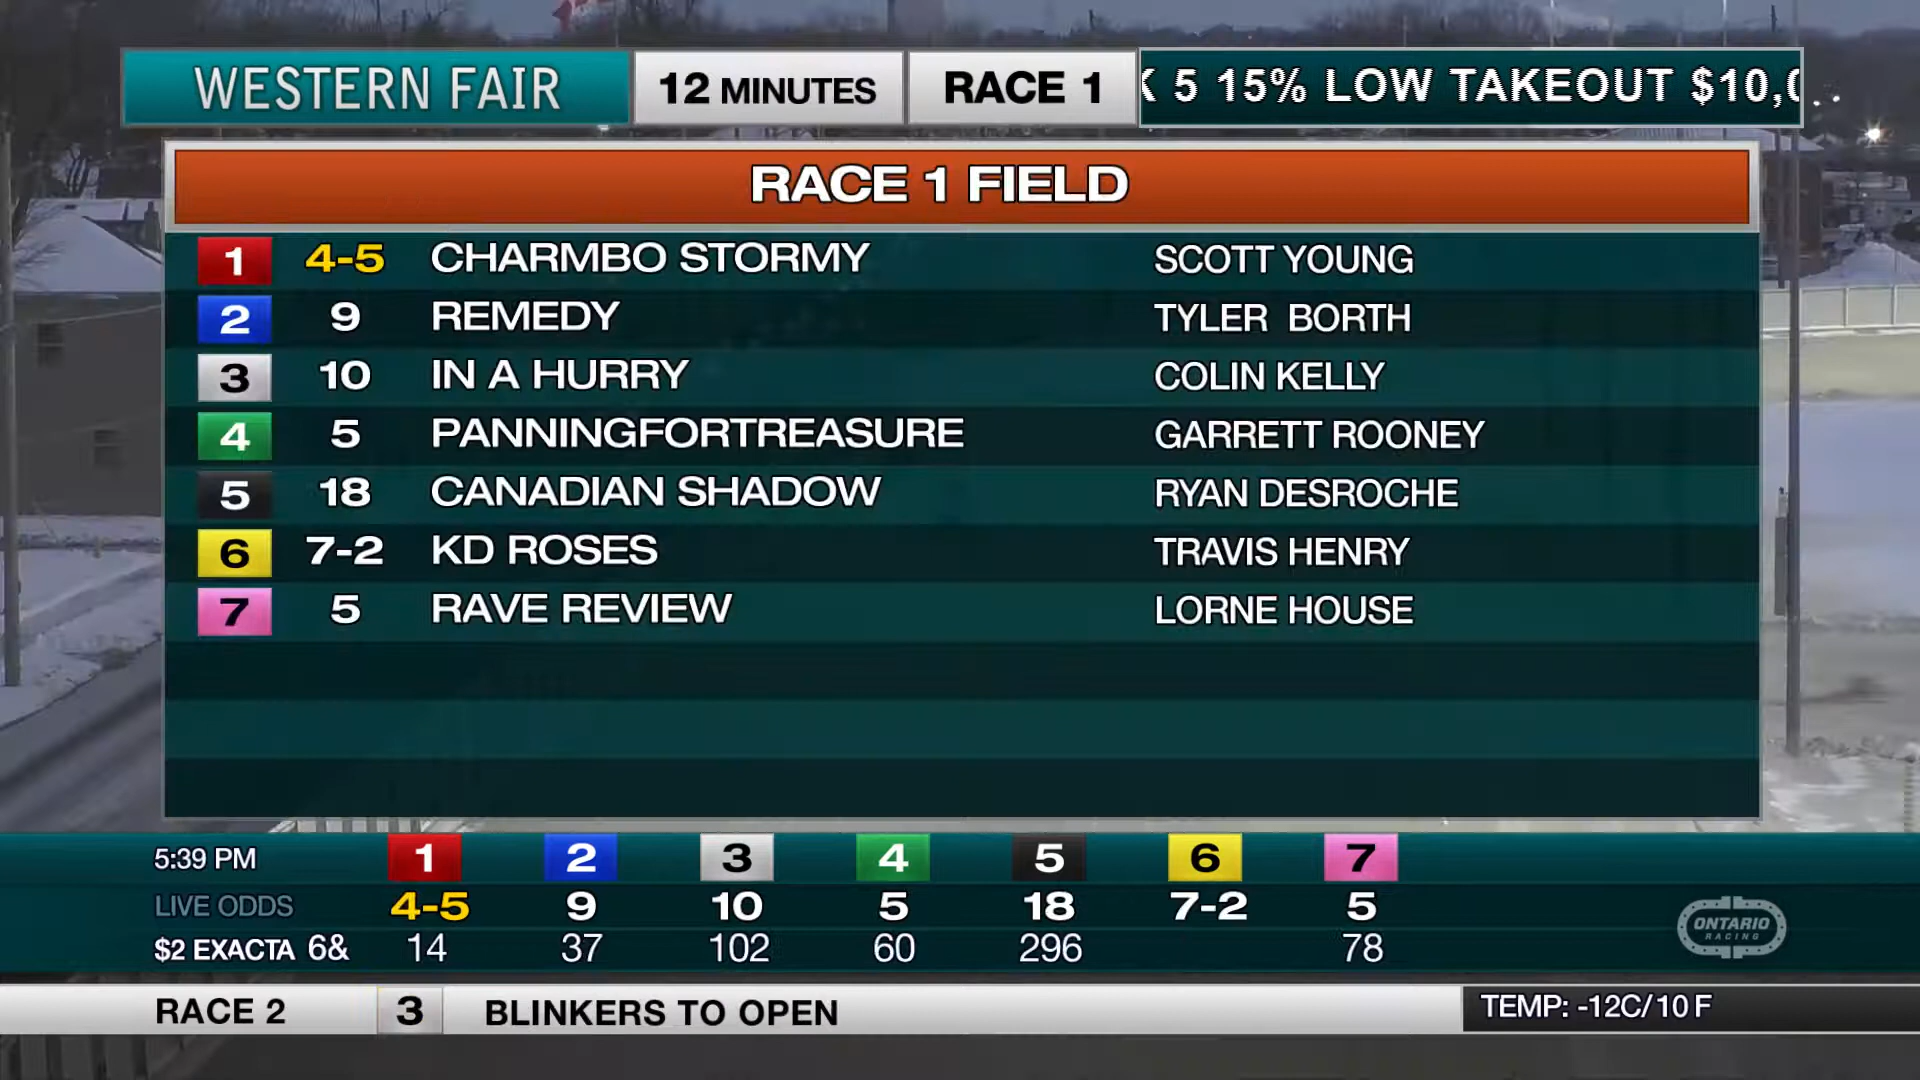 WESTERN FAIR 12 MINUTES RACE 1 5 15% LOW TAKEOUT
RACE 1 FIELD
1 4-5 CHARMBO STORMY SCOTT YOUNG
2 9 REMEDY TYLER BORTH
3 10 IN A HURRY COLIN KELLY
4 5 PANNINGFORTREASURE GARRETT ROONEY
5 18 CANADIAN SHADOW RYAN DESROCHE
6 7-2 KD ROSES TRAVIS HENRY
7 5 RAVE REVIEW LORNE HOUSE
5:39 PM 1 2 3 4 5 6 7
LIVE ODDS 4-5 9 10 5 18 7-2 5
$2 EXACTA 6& 14 37 102 60 296 78
ONTARIO
RACING
RACE 2 3 BLINKERS TO OPEN TEMP: -12C/10 F